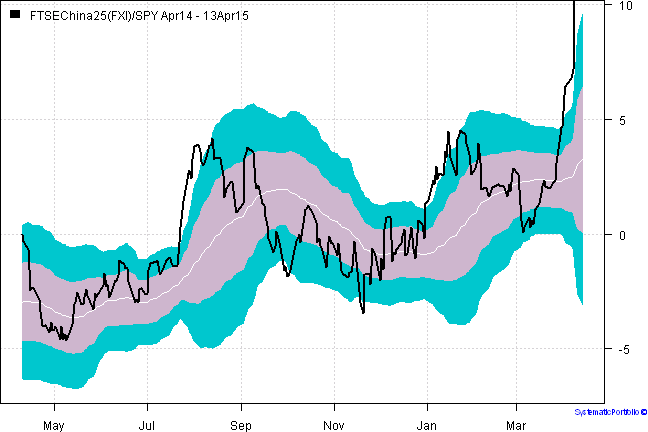 FTSEChina25(FXI)/SPY Apr14 - 13Apr15
10
5
0
-5
May Jul Sep Nov Jan Mar
SystematicPortfolio ©